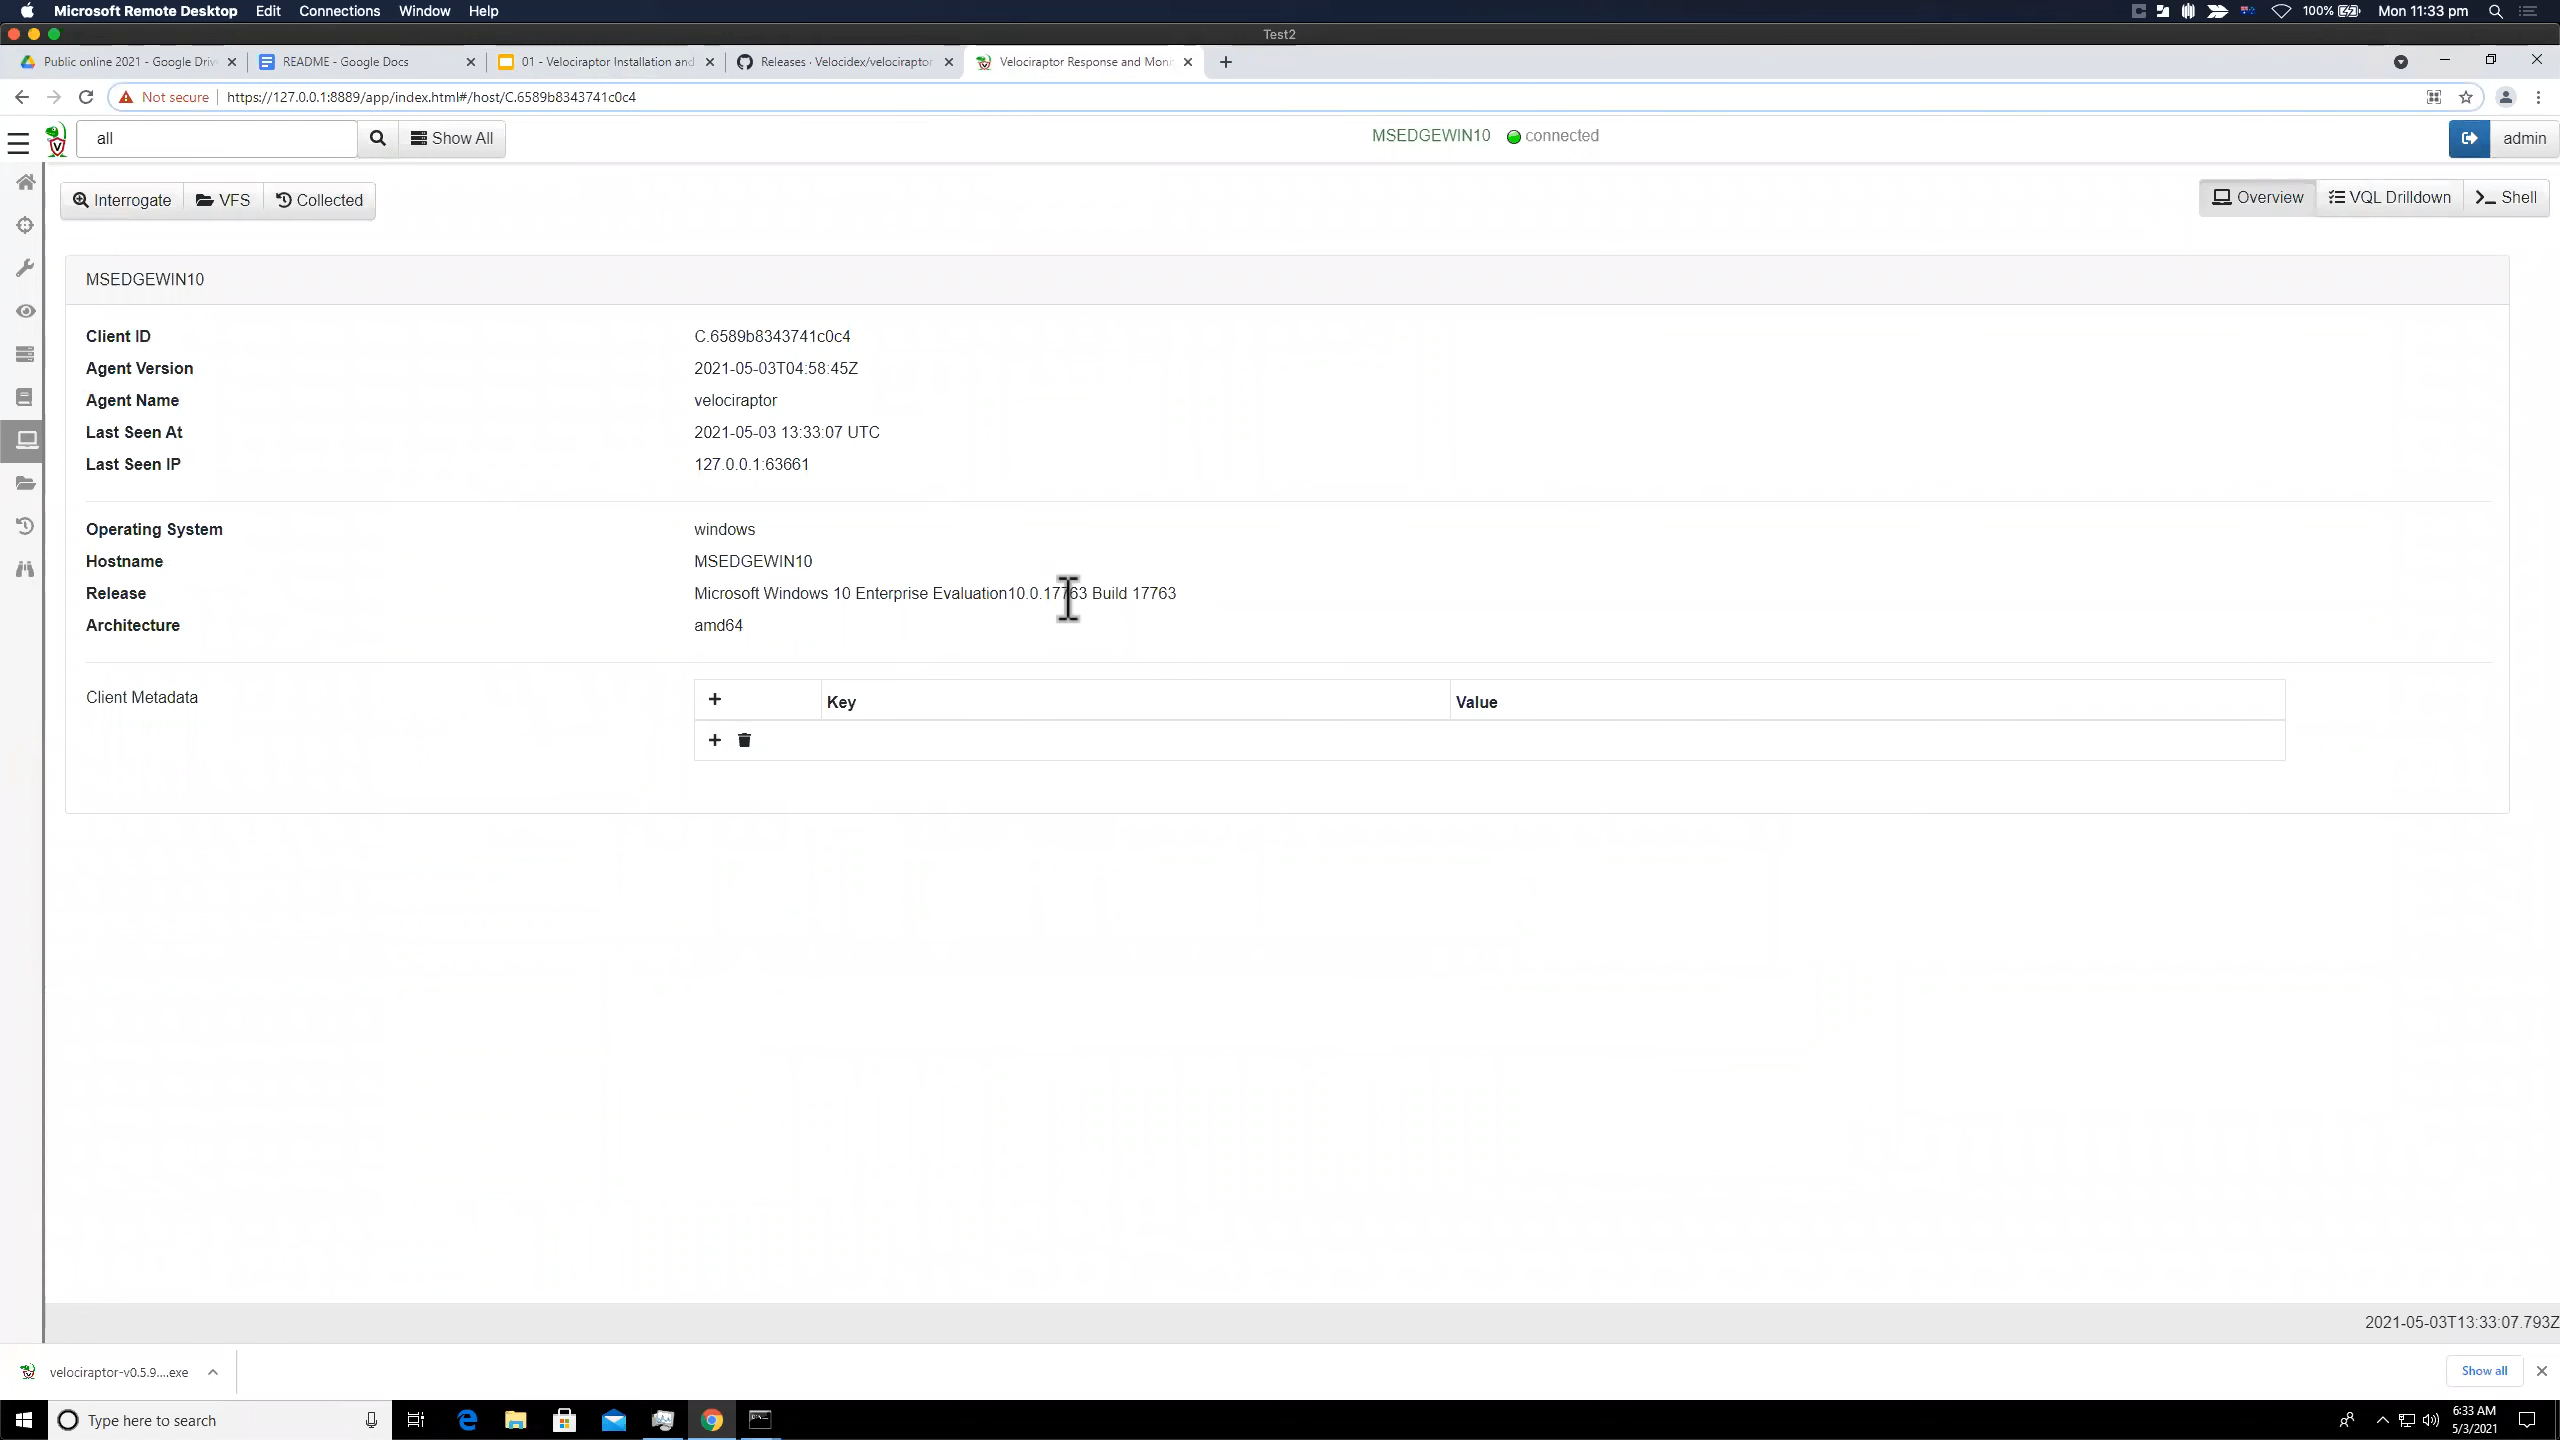 Microsoft Remote Desktop Edit Connections Window Help 100% Mon 11:33 pm
Test2
Public online 2021 - Google Driv README - Google Docs 01 - Velociraptor Installation and Releases · Velocidex/velociraptor Velociraptor Response and Moni
Not secure https://127.0.0.1:8889/app/index.html#/host/C.6589b8343741c0c4
all Show All MSEDGEWIN10 connected admin
Interrogate VFS Collected Overview VQL Drilldown Shell
MSEDGEWIN10
Client ID C.6589b8343741c0c4
Agent Version 2021-05-03T04:58:45Z
Agent Name velociraptor
Last Seen At 2021-05-03 13:33:07 UTC
Last Seen IP 127.0.0.1:63661
Operating System windows
Hostname MSEDGEWIN10
Release Microsoft Windows 10 Enterprise Evaluation10.0.17763 Build 17763
Architecture amd64
Client Metadata Key Value
2021-05-03T13:33:07.793Z
velociraptor-v0.5.9....exe Show all
Type here to search 6:33 AM
5/3/2021